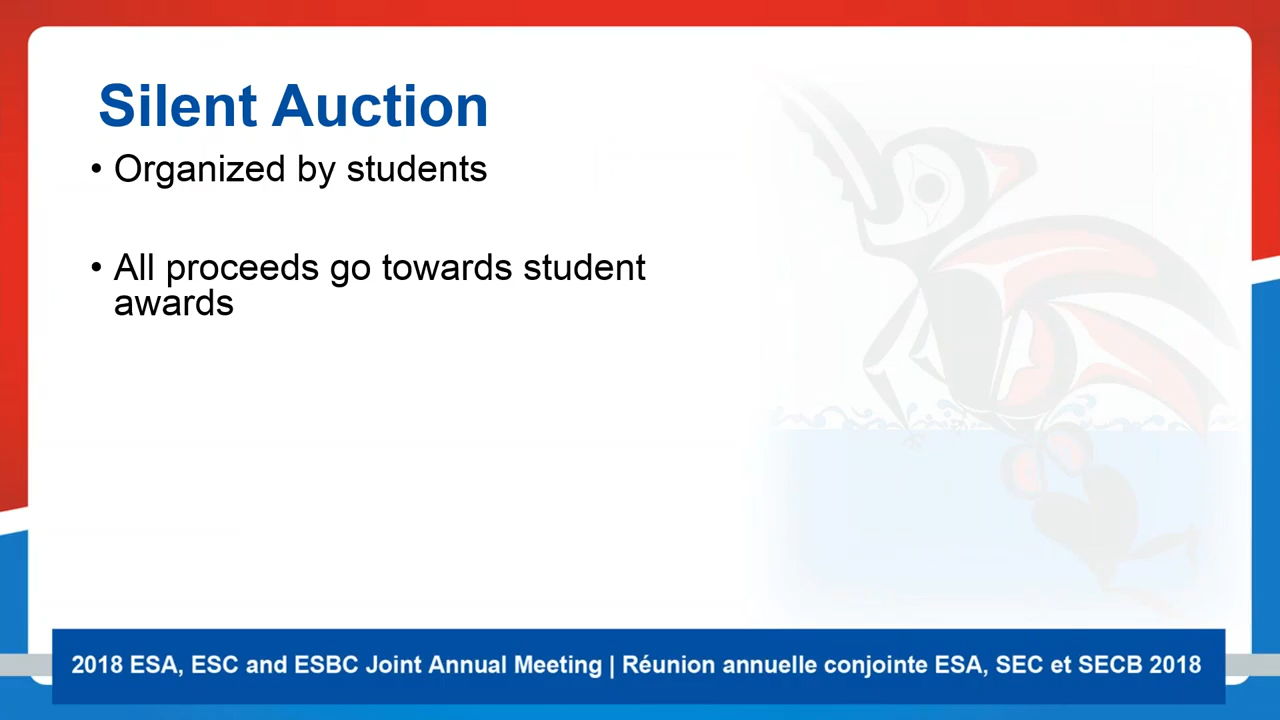 Silent Auction
• Organized by students
• All proceeds go towards student
awards
2018 ESA, ESC and ESBC Joint Annual Meeting | Réunion annuelle conjointe ESA, SEC et SECB 2018